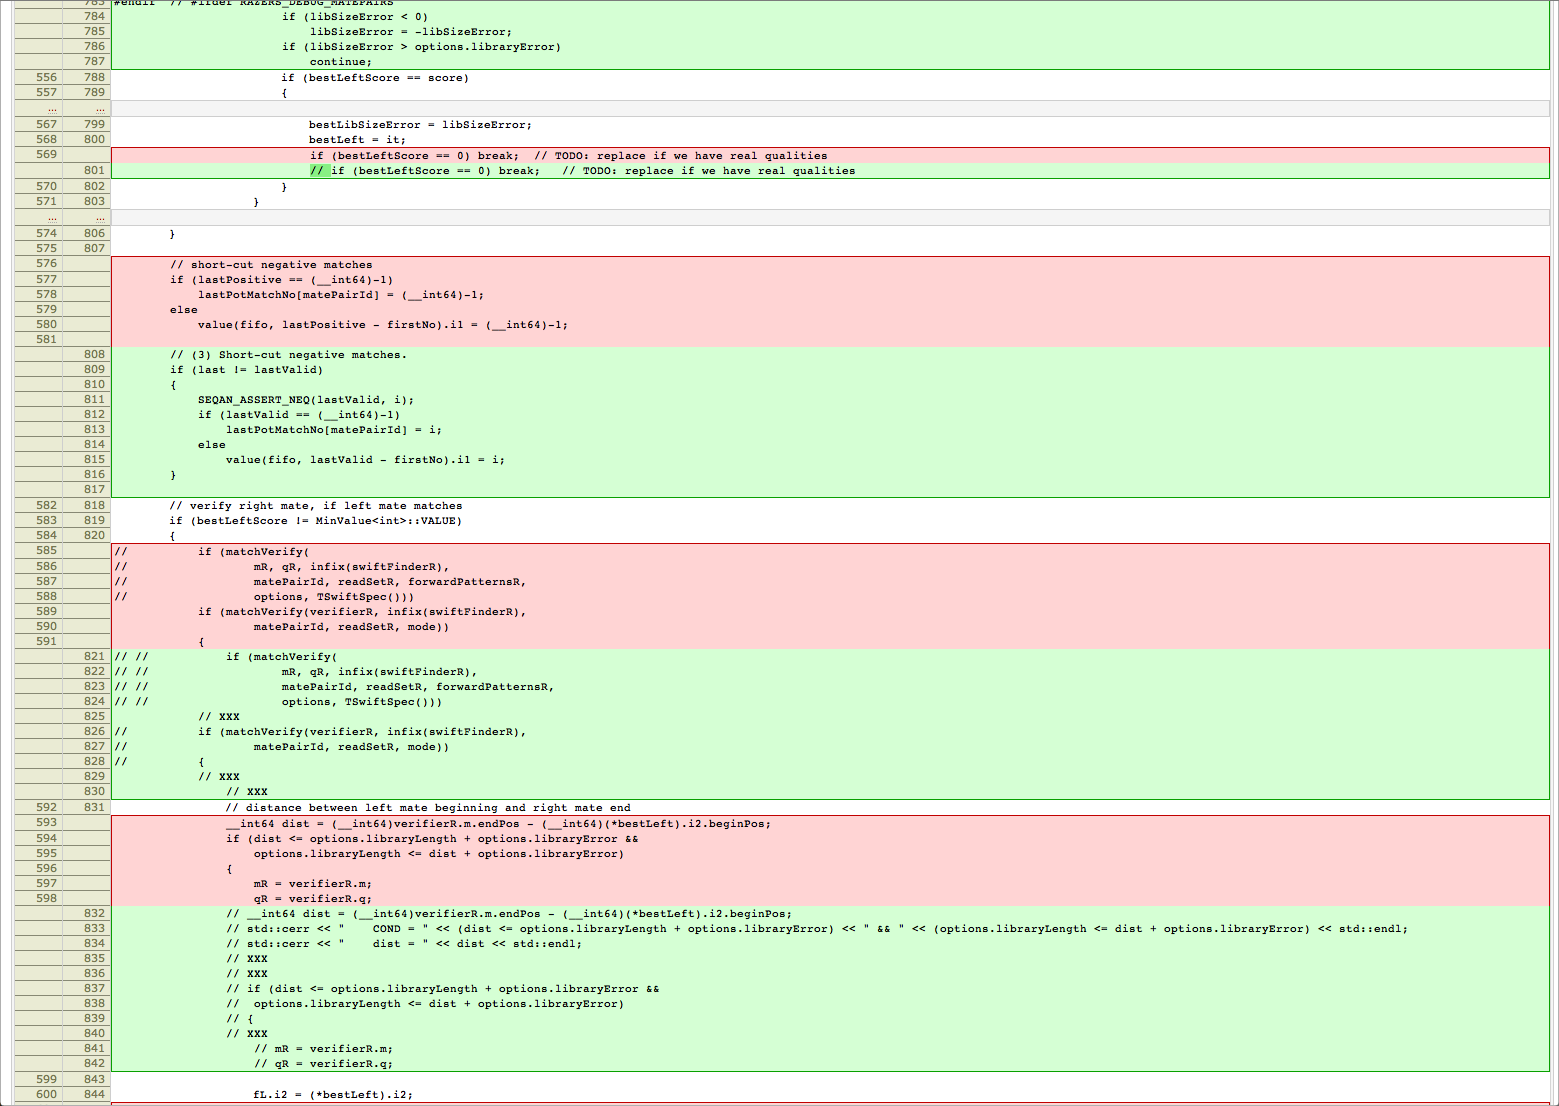 783 #endif // #ifdef RAZERS_DEBUG_MATEPAIRS
784 if (libSizeError < 0)
785 libSizeError = -libSizeError;
786 if (libSizeError > options.libraryError)
787 continue;
556 788 if (bestLeftScore == score)
557 789 {
... ...
567 799 bestLibSizeError = libSizeError;
568 800 bestLeft = it;
569 if (bestLeftScore == 0) break; // TODO: replace if we have real qualities
801 // if (bestLeftScore == 0) break; // TODO: replace if we have real qualities
570 802 }
571 803 }
... ...
574 806 }
575 807
576 // short-cut negative matches
577 if (lastPositive == (__int64)-1)
578 lastPotMatchNo[matePairId] = (__int64)-1;
579 else
580 value(fifo, lastPositive - firstNo).i1 = (__int64)-1;
581
808 // (3) Short-cut negative matches.
809 if (last != lastValid)
810 {
811 SEQAN_ASSERT_NEQ(lastValid, i);
812 if (lastValid == (__int64)-1)
813 lastPotMatchNo[matePairId] = i;
814 else
815 value(fifo, lastValid - firstNo).i1 = i;
816 }
817
582 818 // verify right mate, if left mate matches
583 819 if (bestLeftScore != MinValue<int>::VALUE)
584 820 {
585 // if (matchVerify(
586 // mR, qR, infix(swiftFinderR),
587 // matePairId, readSetR, forwardPatternsR,
588 // options, TSwiftSpec()))
589 if (matchVerify(verifierR, infix(swiftFinderR),
590 matePairId, readSetR, mode))
591 {
821 // // if (matchVerify(
822 // // mR, qR, infix(swiftFinderR),
823 // // matePairId, readSetR, forwardPatternsR,
824 // // options, TSwiftSpec()))
825 // XXX
826 // if (matchVerify(verifierR, infix(swiftFinderR),
827 // matePairId, readSetR, mode))
828 // {
829 // XXX
830 // XXX
592 831 // distance between left mate beginning and right mate end
593 __int64 dist = (__int64)verifierR.m.endPos - (__int64)(*bestLeft).i2.beginPos;
594 if (dist <= options.libraryLength + options.libraryError &&
595 options.libraryLength <= dist + options.libraryError)
596 {
597 mR = verifierR.m;
598 qR = verifierR.q;
832 // __int64 dist = (__int64)verifierR.m.endPos - (__int64)(*bestLeft).i2.beginPos;
833 // std::cerr << " COND = " << (dist <= options.libraryLength + options.libraryError) << " && " << (options.libraryLength <= dist + options.libraryError) << std::endl;
834 // std::cerr << " dist = " << dist << std::endl;
835 // XXX
836 // XXX
837 // if (dist <= options.libraryLength + options.libraryError &&
838 // options.libraryLength <= dist + options.libraryError)
839 // {
840 // XXX
841 // mR = verifierR.m;
842 // qR = verifierR.q;
599 843
600 844 fL.i2 = (*bestLeft).i2;